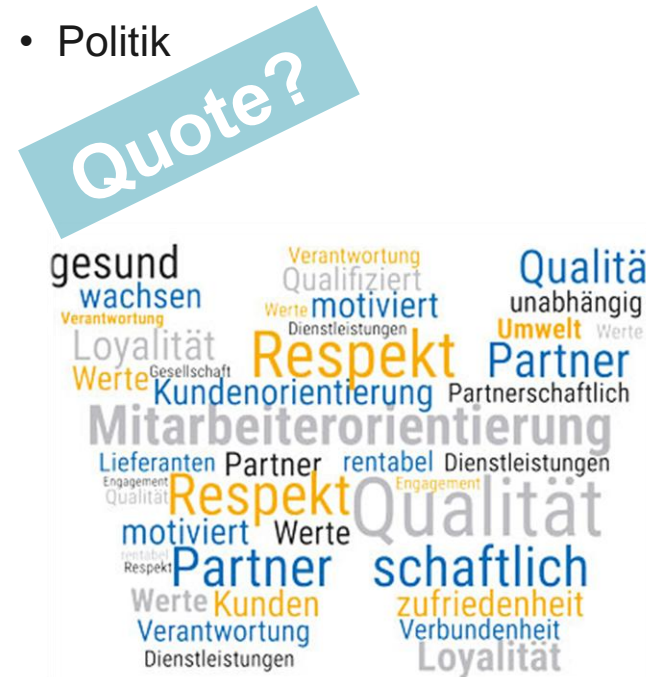 • Politik
Quote?
gesund Verantwortung Qualitä
wachsen Qualifiziert unabhängig
Verantwortung Werte motiviert Umwelt Werte
Loyalität Dienstleistungen Partner
Werte Gesellschaft Respekt
Kundenorientierung Partnerschaftlich
Mitarbeiterorientierung
Lieferanten Partner rentabel Dienstleistungen
Engagement Respekt Engagement
Qualität Qualität
motiviert Werte
rentabel
Respekt Partner schaftlich
Werte Kunden zufriedenheit
Verantwortung Verbundenheit
Dienstleistungen Loyalität